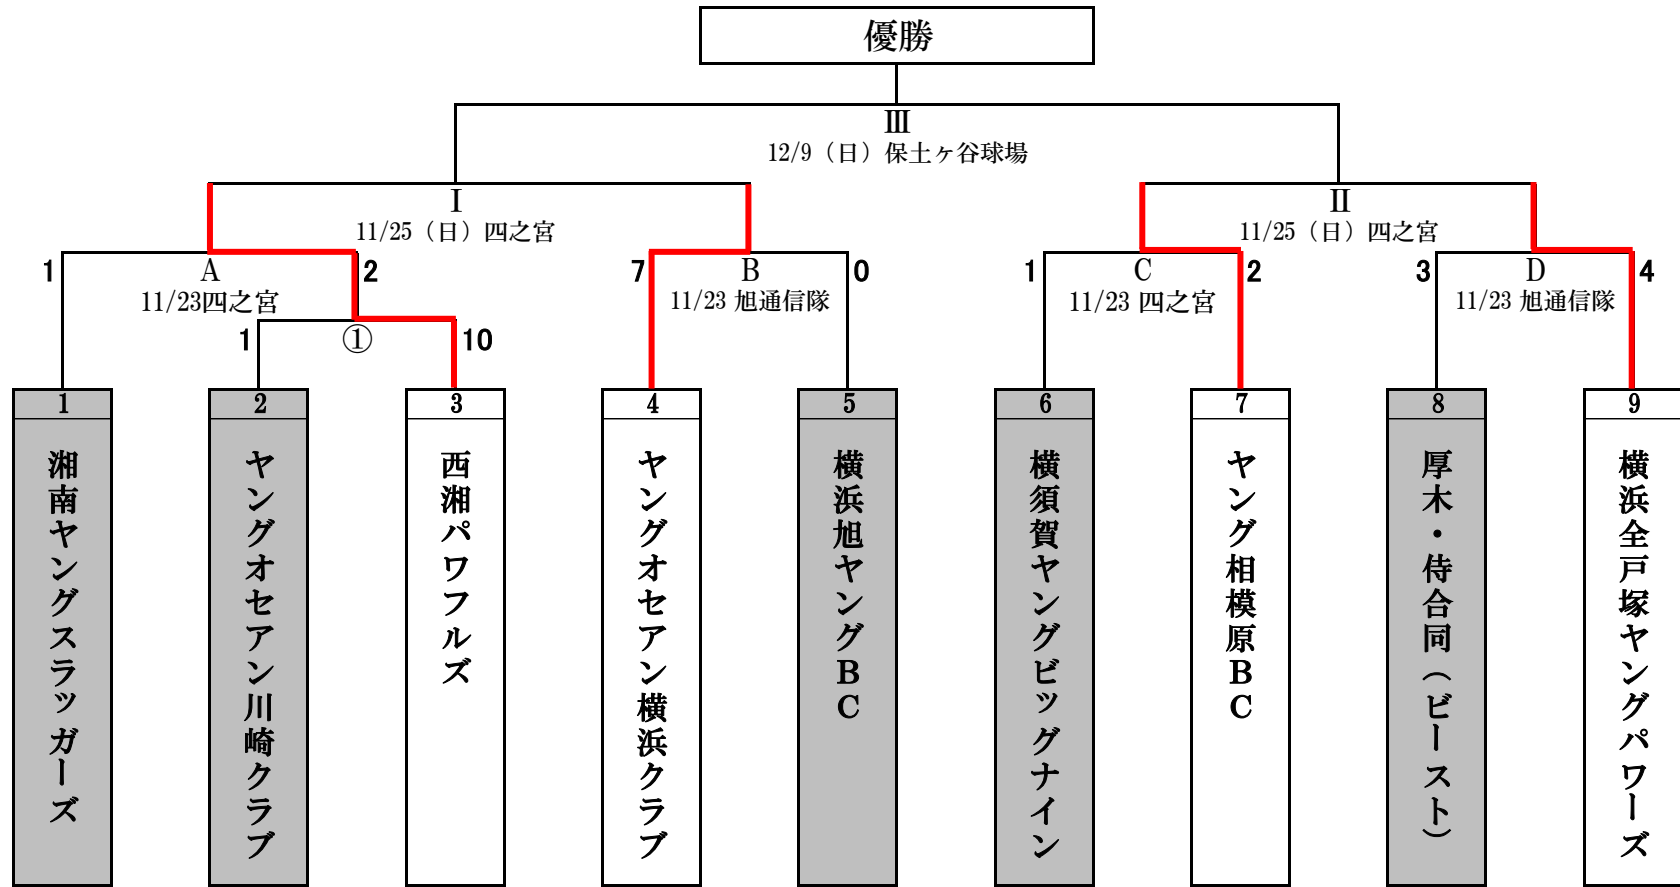 優勝
Ⅲ
12/9（日）保土ヶ谷球場
Ⅰ
11/25（日）四之宮
Ⅱ
11/25（日）四之宮
1
A
2
11/23四之宮
7
B
0
11/23 旭通信隊
1
C
2
11/23 四之宮
3
D
4
11/23 旭通信隊
1
①
10
1
湘南ヤングスラッガーズ
2
ヤングオセアン川崎クラブ
3
西湘パワフルズ
4
ヤングオセアン横浜クラブ
5
横浜旭ヤングＢＣ
6
横須賀ヤングビッグナイン
7
ヤング相模原ＢＣ
8
厚木・侍合同（ビースト）
9
横浜全戸塚ヤングパワーズ